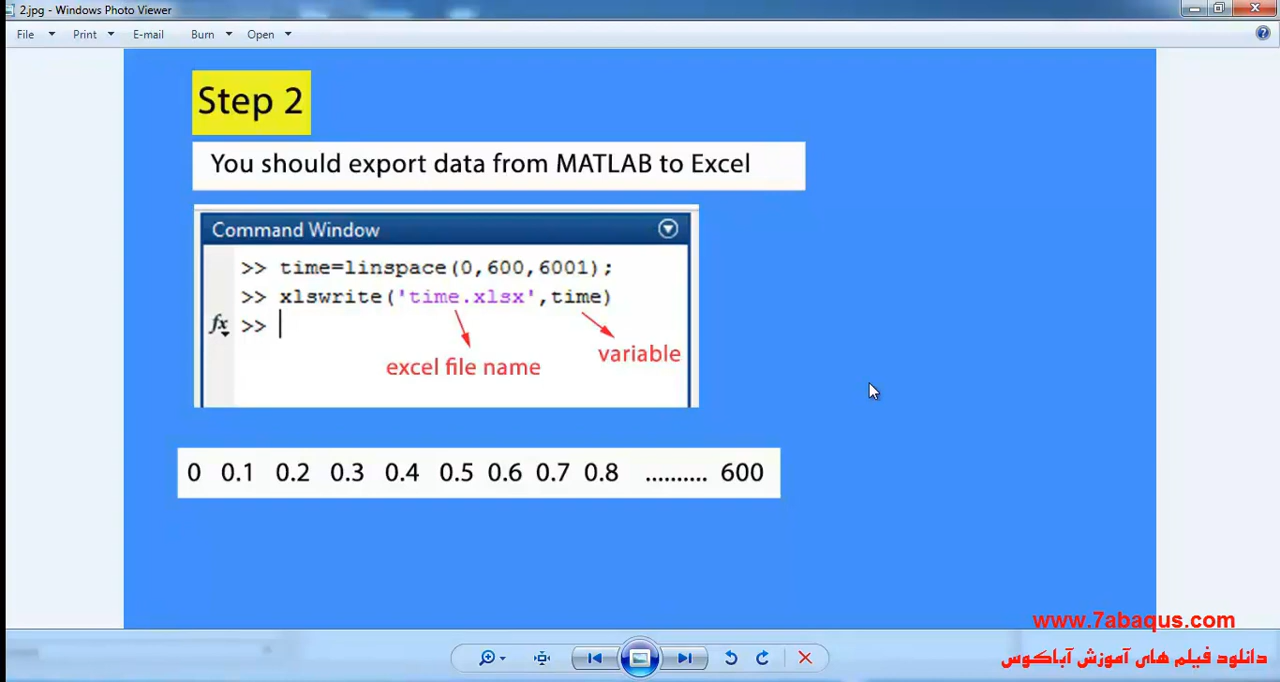 2.jpg - Windows Photo Viewer
File Print E-mail Burn Open
Step 2
You should export data from MATLAB to Excel
Command Window
>> time=linspace(0,600,6001);
>> xlswrite('time.xlsx',time)
fx >>
variable
excel file name
0 0.1 0.2 0.3 0.4 0.5 0.6 0.7 0.8 .......... 600
www.7abaqus.com
دانلود فیلم های آموزش آباکوس